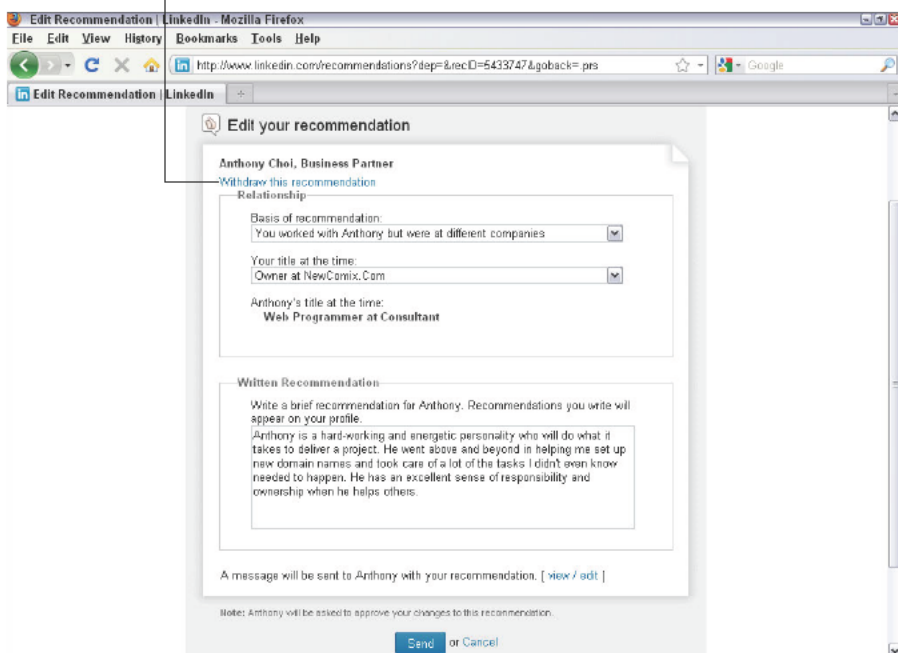 Edit Recommendation | LinkedIn - Mozilla Firefox
File Edit View History Bookmarks Tools Help
http://www.linkedin.com/recommendations?dep=&recID=5433747&goback=.prs
Google
Edit Recommendation | LinkedIn
Edit your recommendation
Anthony Choi, Business Partner
Withdraw this recommendation
Relationship
Basis of recommendation:
You worked with Anthony but were at different companies
Your title at the time:
Owner at NewComix.Com
Anthony's title at the time:
Web Programmer at Consultant
Written Recommendation
Write a brief recommendation for Anthony. Recommendations you write will
appear on your profile.
Anthony is a hard-working and energetic personality who will do what it
takes to deliver a project. He went above and beyond in helping me set up
new domain names and took care of a lot of the tasks I didn't even know
needed to happen. He has an excellent sense of responsibility and
ownership when he helps others.
A message will be sent to Anthony with your recommendation. [ view / edit ]
Note: Anthony will be asked to approve your changes to this recommendation.
Send or Cancel